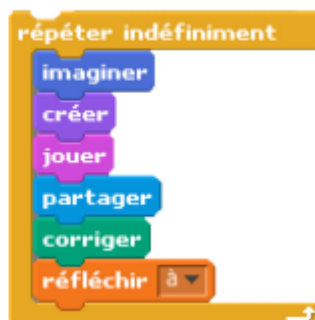 répéter indéfiniment
imaginer
créer
jouer
partager
corriger
réfléchir à